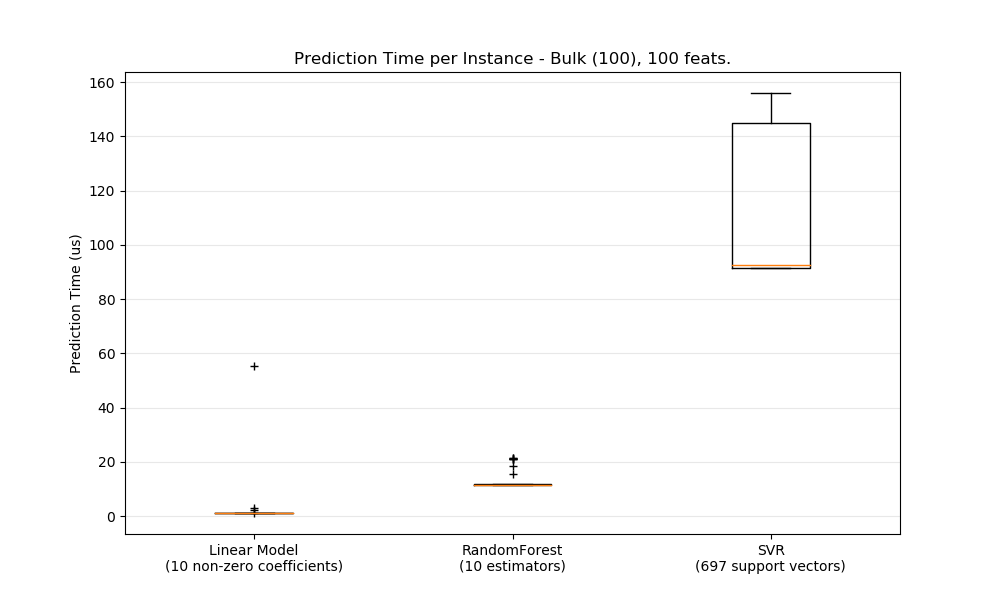 Prediction Time per Instance - Bulk (100), 100 feats.
160
140
120
100
80
60
40
20
0
Prediction Time (us)
Linear Model
(10 non-zero coefficients)
RandomForest
(10 estimators)
SVR
(697 support vectors)